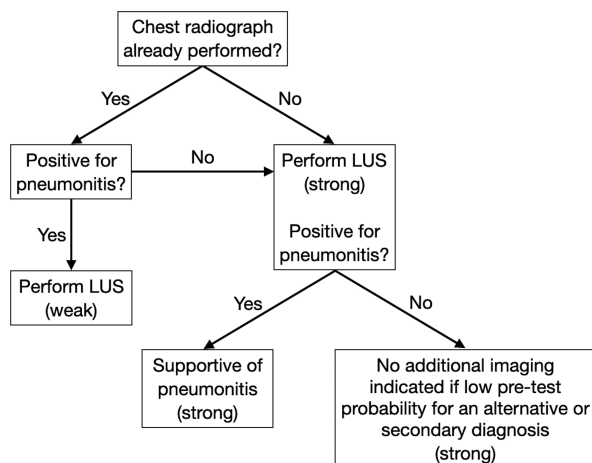 Chest radiograph
already performed?
Yes
No
Positive for
pneumonitis?
No
Perform LUS
(strong)
Positive for
pneumonitis?
Yes
Perform LUS
(weak)
Yes
No
Supportive of
pneumonitis
(strong)
No additional imaging
indicated if low pre-test
probability for an alternative or
secondary diagnosis
(strong)